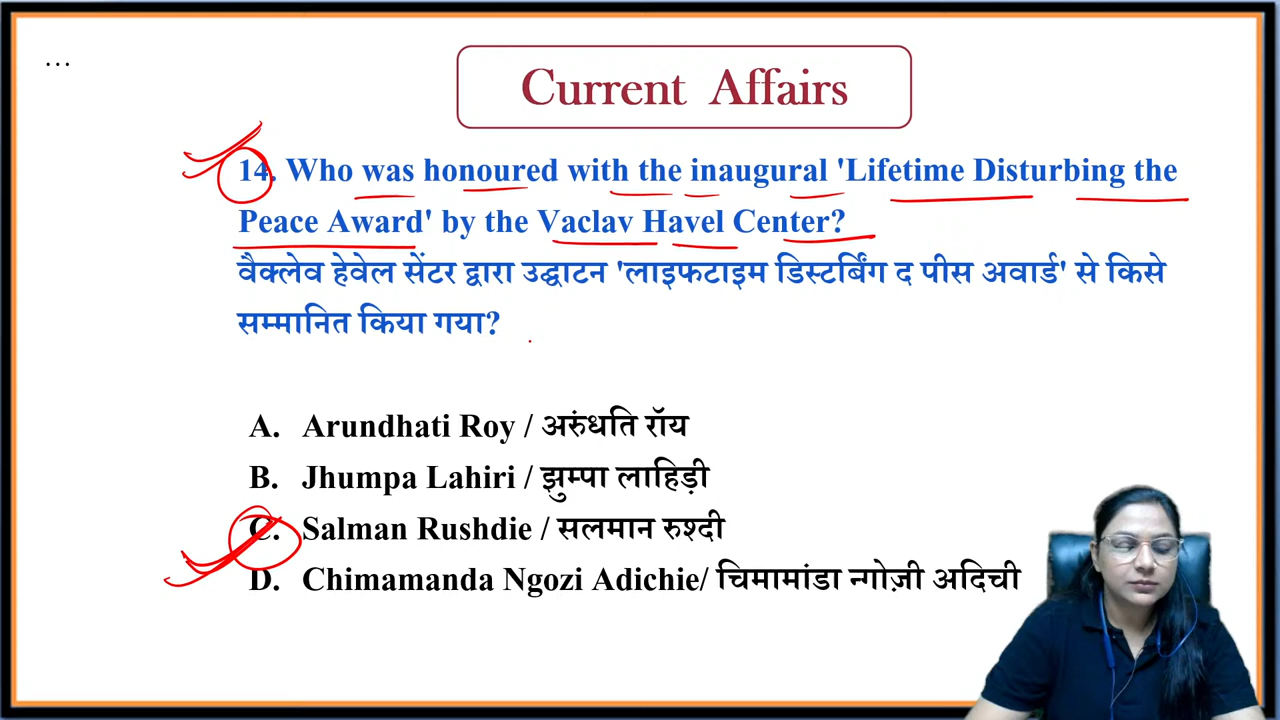 ...
Current Affairs
14. Who was honoured with the inaugural 'Lifetime Disturbing the
Peace Award' by the Vaclav Havel Center?
वैक्लेव हेवेल सेंटर द्वारा उद्घाटन 'लाइफटाइम डिस्टर्बिंग द पीस अवार्ड' से किसे
सम्मानित किया गया?
A. Arundhati Roy / अरुंधति रॉय
B. Jhumpa Lahiri / झुम्पा लाहिड़ी
C. Salman Rushdie / सलमान रुश्दी
D. Chimamanda Ngozi Adichie/ चिमामांडा न्गोज़ी अदिची